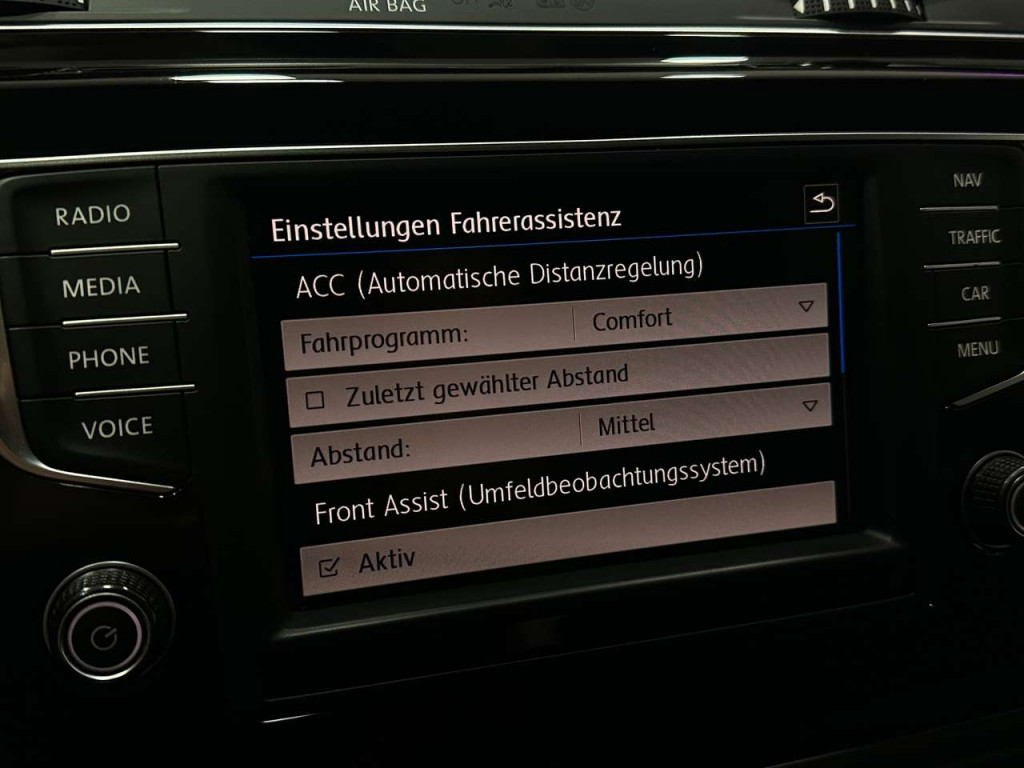 AIR BAG
RADIO
MEDIA
PHONE
VOICE
Einstellungen Fahrerassistenz
ACC (Automatische Distanzregelung)
Fahrprogramm: Comfort
Zuletzt gewählter Abstand
Abstand: Mittel
Front Assist (Umfeldbeobachtungssystem)
Aktiv
NAV
TRAFFIC
CAR
MENU